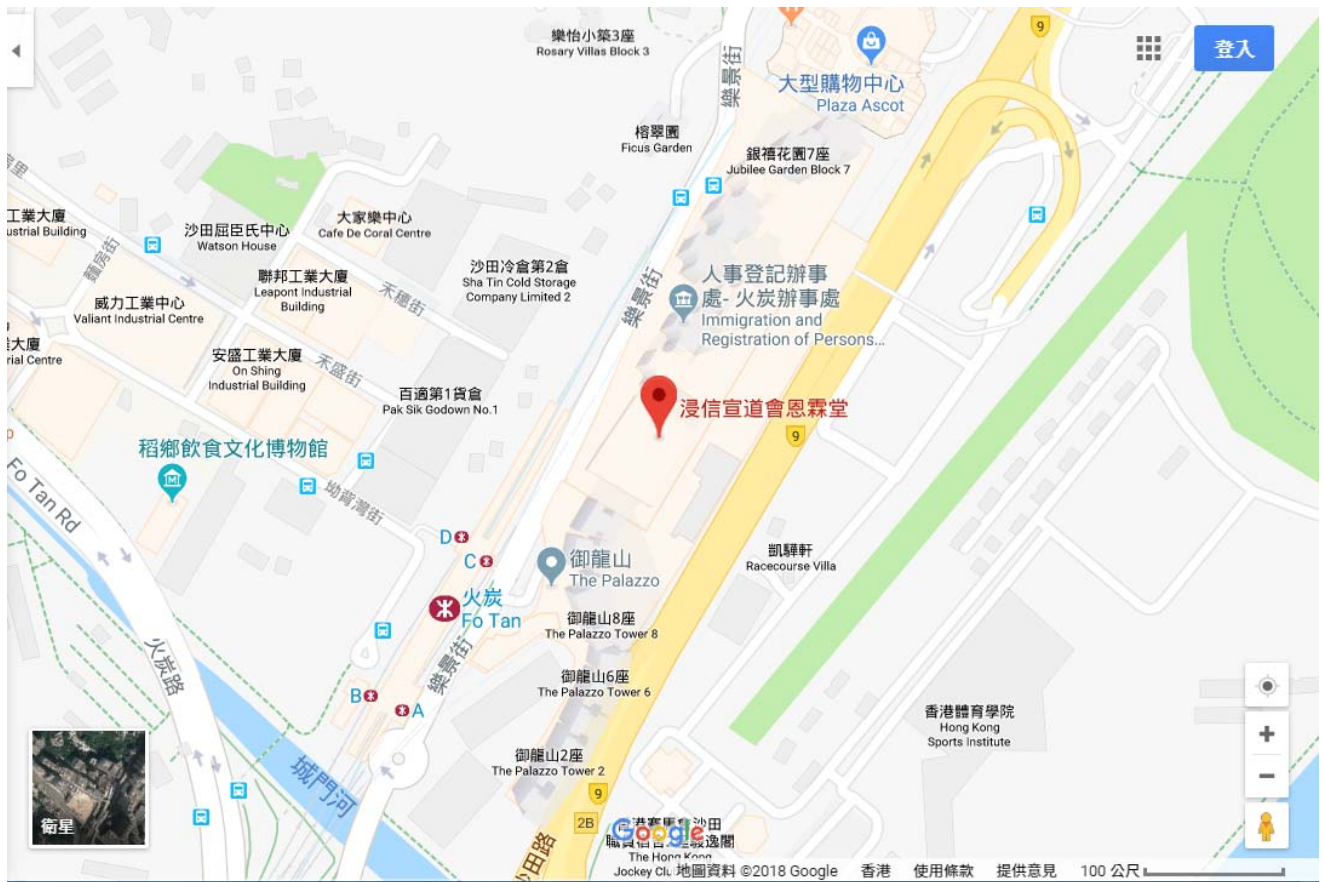 樂怡小築3座
Rosary Villas Block 3
9
登入
樂景街
大型購物中心
Plaza Ascot
榕翠園
Ficus Garden
銀禧花園7座
Jubilee Garden Block 7
工業大廈
ustrial Building
沙田屈臣氏中心
Watson House
大家樂中心
Cafe De Coral Centre
聯邦工業大廈
Leapont Industrial
Building
禾穗街
沙田冷倉第2倉
Sha Tin Cold Storage
Company Limited 2
樂景街
人事登記辦事
處- 火炭辦事處
Immigration and
Registration of Persons...
威力工業中心
Valiant Industrial Centre
大廈
rial Centre
安盛工業大廈
On Shing
Industrial Building
禾盛街
百適第1貨倉
Pak Sik Godown No.1
浸信宣道會恩霖堂
9
稻鄉飲食文化博物館
M
坳背灣街
Fo Tan Rd
D
C
御龍山
The Palazzo
凱驊軒
Racecourse Villa
火炭
Fo Tan
御龍山8座
The Palazzo Tower 8
火炭路
樂景街
御龍山6座
The Palazzo Tower 6
B
A
香港體育學院
Hong Kong
Sports Institute
御龍山2座
The Palazzo Tower 2
城門河
9
2B
沙田路
衛星
Google
The Hong Kong
Jockey Clu
地圖資料 ©2018 Google
香港
使用條款
提供意見
100 公尺